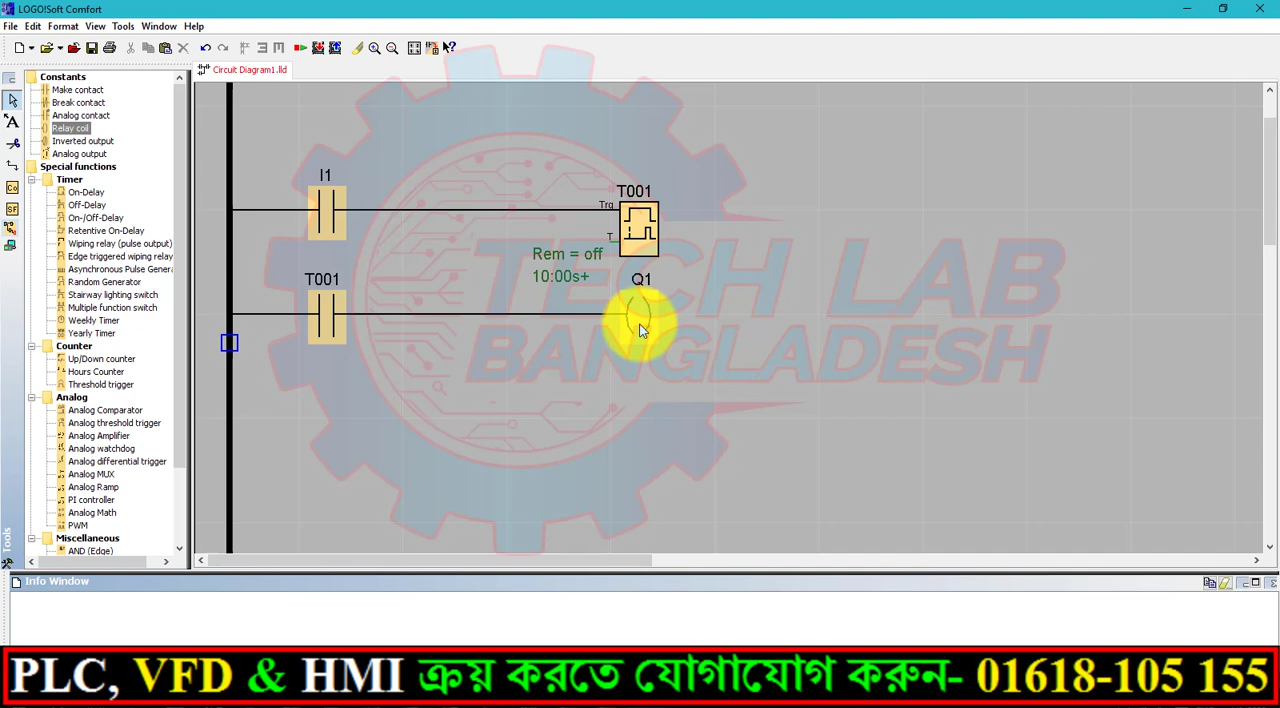 LOGO!Soft Comfort
File Edit Format View Tools Window Help
Circuit Diagram1.lld
Constants
Make contact
Break contact
Analog contact
Relay coil
Inverted output
Analog output
Special functions
Timer
On-Delay
Off-Delay
On-/Off-Delay
Retentive On-Delay
Wiping relay (pulse output)
Edge triggered wiping relay
Asynchronous Pulse Gener
Random Generator
Stairway lighting switch
Multiple function switch
Weekly Timer
Yearly Timer
Counter
Up/Down counter
Hours Counter
Threshold trigger
Analog
Analog Comparator
Analog threshold trigger
Analog Amplifier
Analog watchdog
Analog differential trigger
Analog MUX
Analog Ramp
PI controller
Analog Math
PWM
Miscellaneous
AND (Edge)
Tools
I1
T001
Trg
T
Rem = off
10:00s+
T001
Q1
TECH LAB
BANGLADESH
Info Window
PLC, VFD & HMI ক্রয় করতে যোগাযোগ করুন- 01618-105 155